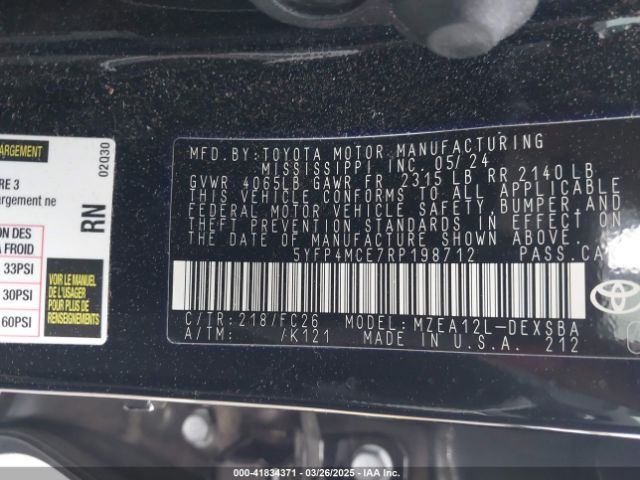 ARGEMENT
RE 3
argement ne
ION DES
A FROID
33PSI
30PSI
60PSI
VOIR LE MANUEL
DE L'USAGER
POUR PLUS DE
RENSEIGNEMENTS
RN
02Q30
MFD.BY:TOYOTA MOTOR MANUFACTURING
MISSISSIPPI INC 05/24
GVWR 4065LB GAWR FR 2315 LB RR 2140LB
THIS VEHICLE CONFORMS TO ALL APPLICABLE
FEDERAL MOTOR VEHICLE SAFETY, BUMPER AND
THEFT PREVENTION STANDARDS IN EFFECT ON
THE DATE OF MANUFACTURE SHOWN ABOVE.
5YFP4MCE7RP198712 PASS.CA
C/TR:218/FC26 MODEL:MZEA12L-DEXSBA
A/TM: /K121 MADE IN U.S.A. 212
TOYOTA
000-41834371 | 03/26/2025 | IAA Inc.